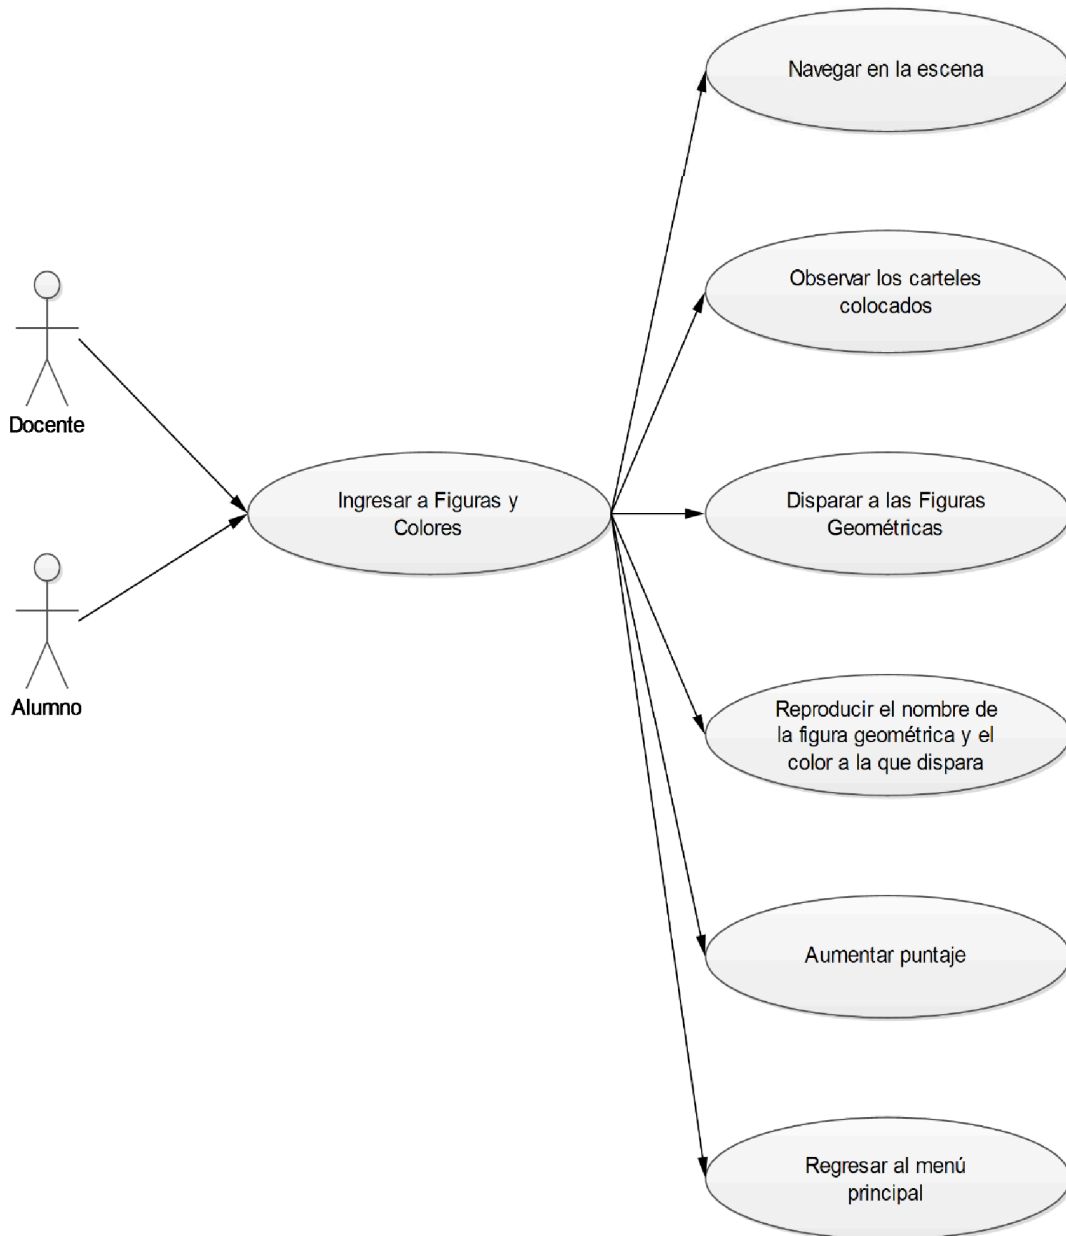 Navegar en la escena
Observar los carteles
colocados
Docente
Ingresar a Figuras y
Colores
Disparar a las Figuras
Geométricas
Alumno
Reproducir el nombre de
la figura geométrica y el
color a la que dispara
Aumentar puntaje
Regresar al menú
principal